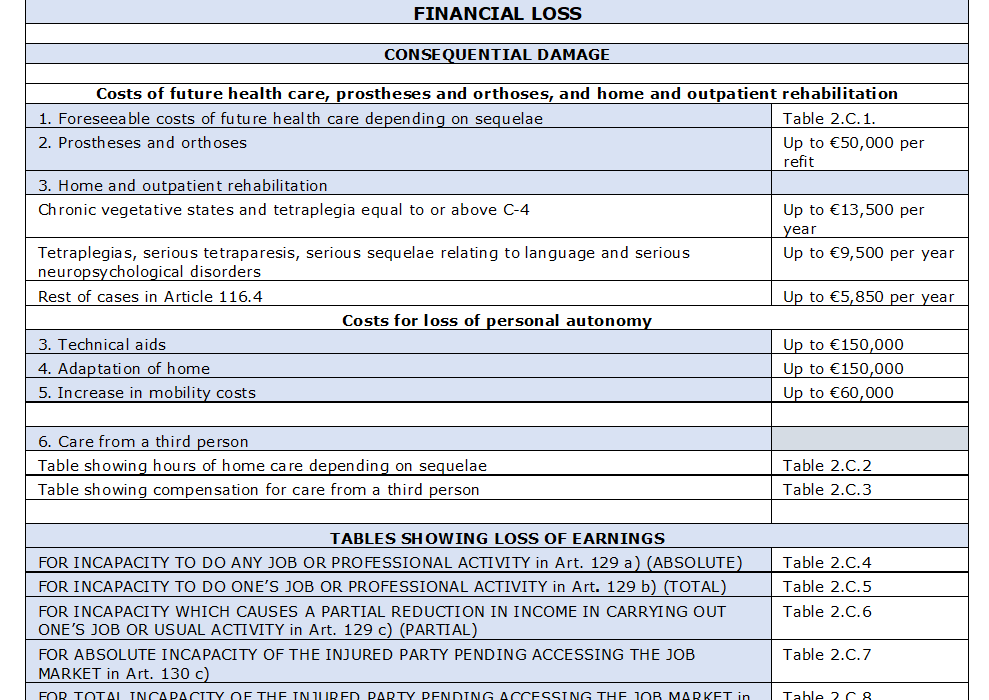 FINANCIAL LOSS
CONSEQUENTIAL DAMAGE
Costs of future health care, prostheses and orthoses, and home and outpatient rehabilitation
1. Foreseeable costs of future health care depending on sequelae
Table 2.C.1.
2. Prostheses and orthoses
Up to €50,000 per
refit
3. Home and outpatient rehabilitation
Chronic vegetative states and tetraplegia equal to or above C-4
Up to €13,500 per
year
Tetraplegias, serious tetraparesis, serious sequelae relating to language and serious
neuropsychological disorders
Up to €9,500 per year
Rest of cases in Article 116.4
Up to €5,850 per year
Costs for loss of personal autonomy
3. Technical aids
Up to €150,000
4. Adaptation of home
Up to €150,000
5. Increase in mobility costs
Up to €60,000
6. Care from a third person
Table showing hours of home care depending on sequelae
Table 2.C.2
Table showing compensation for care from a third person
Table 2.C.3
TABLES SHOWING LOSS OF EARNINGS
FOR INCAPACITY TO DO ANY JOB OR PROFESSIONAL ACTIVITY in Art. 129 a) (ABSOLUTE)
Table 2.C.4
FOR INCAPACITY TO DO ONE’S JOB OR PROFESSIONAL ACTIVITY in Art. 129 b) (TOTAL)
Table 2.C.5
FOR INCAPACITY WHICH CAUSES A PARTIAL REDUCTION IN INCOME IN CARRYING OUT
ONE’S JOB OR USUAL ACTIVITY in Art. 129 c) (PARTIAL)
Table 2.C.6
FOR ABSOLUTE INCAPACITY OF THE INJURED PARTY PENDING ACCESSING THE JOB
MARKET in Art. 130 c)
Table 2.C.7
FOR TOTAL INCAPACITY OF THE INJURED PARTY PENDING ACCESSING THE JOB MARKET in
Table 2.C.8